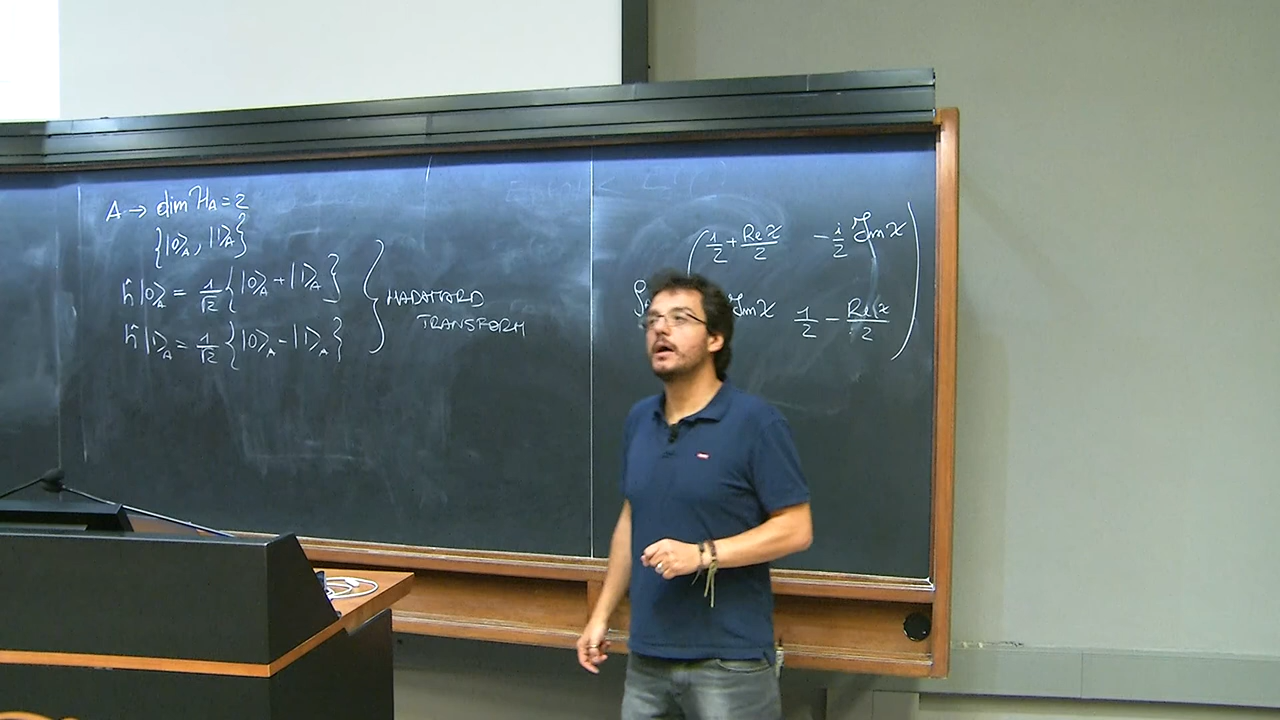 A → dim ℋ_A = 2
{|0⟩_A, |1⟩_A}
ĥ|0⟩_A = 1/√2 {|0⟩_A + |1⟩_A}
ĥ|1⟩_A = 1/√2 {|0⟩_A - |1⟩_A}
HADAMARD
TRANSFORM
1/2 + Re χ/2   - i/2 Im χ
Im χ   1/2 - Re χ/2